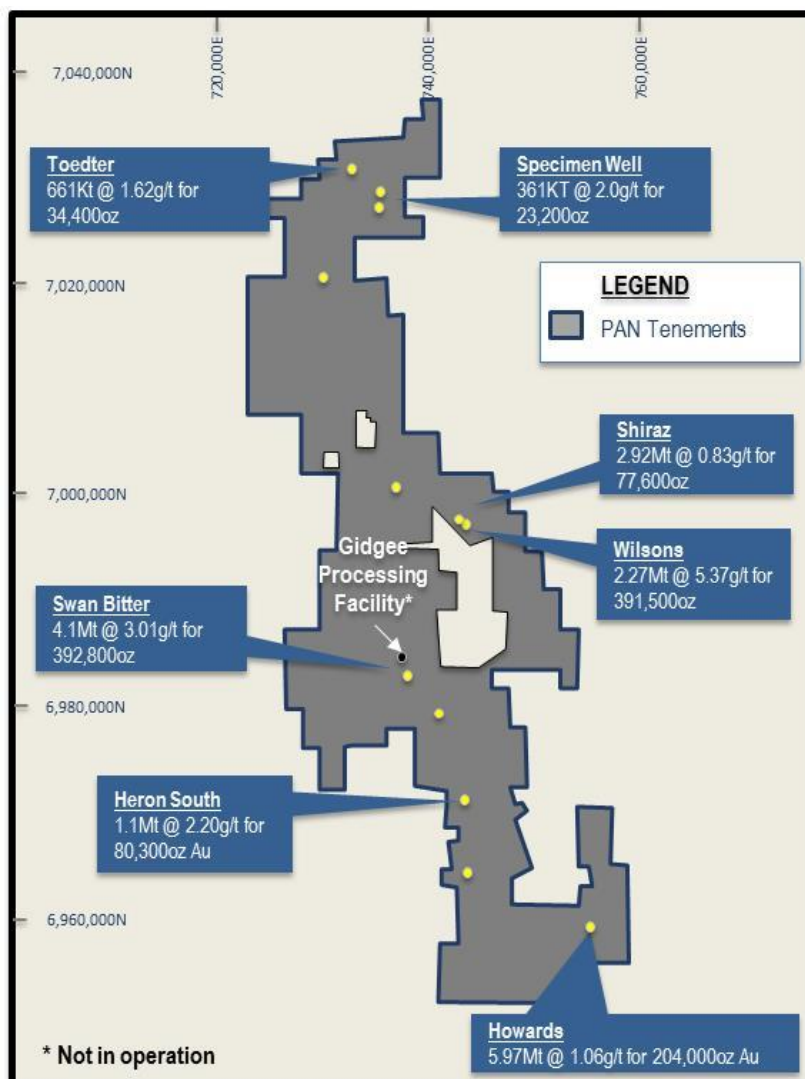 720,000E
740,000E
760,000E
7,040,000N
Toedter
661Kt @ 1.62g/t for
34,400oz
Specimen Well
361KT @ 2.0g/t for
23,200oz
7,020,000N
LEGEND
PAN Tenements
Shiraz
2.92Mt @ 0.83g/t for
77,600oz
7,000,000N
Wilsons
2.27Mt @ 5.37g/t for
391,500oz
Gidgee
Processing
Facility*
Swan Bitter
4.1Mt @ 3.01g/t for
392,800oz
6,980,000N
Heron South
1.1Mt @ 2.20g/t for
80,300oz Au
6,960,000N
Howards
5.97Mt @ 1.06g/t for 204,000oz Au
* Not in operation